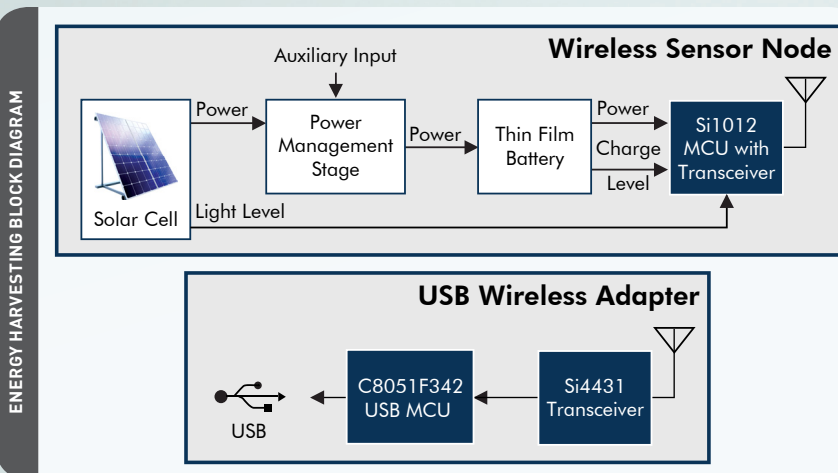 ENERGY HARVESTING BLOCK DIAGRAM
Wireless Sensor Node
Auxiliary Input
Solar Cell
Power
Light Level
Power
Management
Stage
Power
Thin Film
Battery
Power
Charge
Level
Si1012
MCU with
Transceiver
USB Wireless Adapter
USB
C8051F342
USB MCU
Si4431
Transceiver